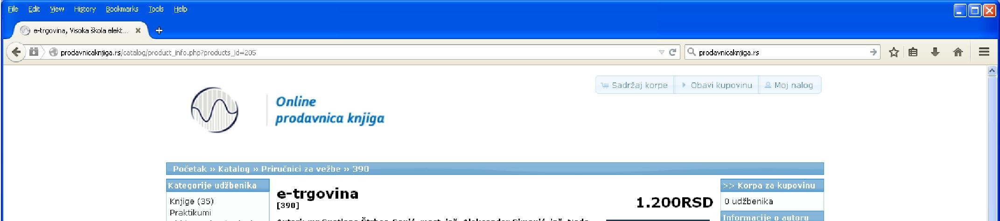 File Edit View History Bookmarks Tools Help
e-trgovina, Visoka škola elekt...
prodavnicaknjiga.rs/catalog/product_info.php?products_id=205
prodavnicaknjiga.rs
Sadržaj korpe Obavi kupovinu Moj nalog
Online
prodavnica knjiga
Početak » Katalog » Priručnici za vežbe » 390
Kategorije udžbenika
Knjige (35)
Praktikumi
e-trgovina
[390]
1.200RSD
>> Korpa za kupovinu
0 udžbenika
Informacije o autoru